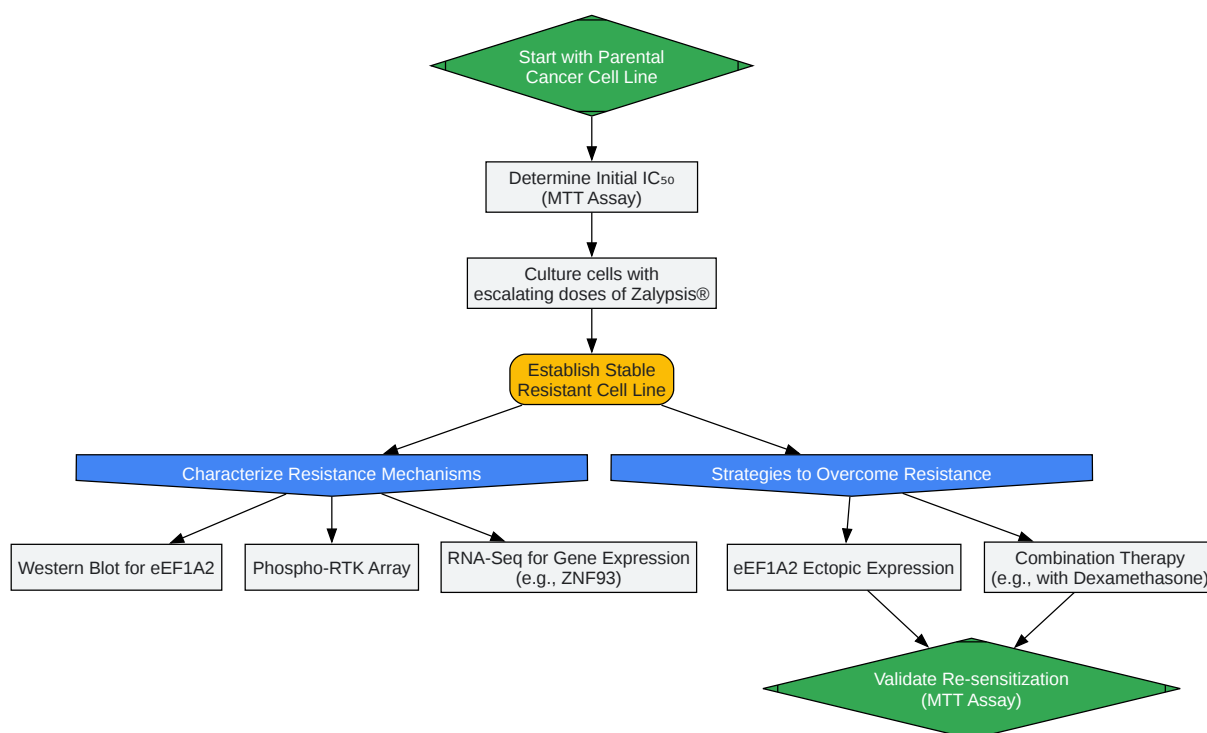 Start with Parental
Cancer Cell Line
Determine Initial IC₅₀
(MTT Assay)
Culture cells with
escalating doses of Zalypsis®
Establish Stable
Resistant Cell Line
Characterize Resistance Mechanisms
Strategies to Overcome Resistance
Western Blot for eEF1A2
Phospho-RTK Array
RNA-Seq for Gene Expression
(e.g., ZNF93)
eEF1A2 Ectopic Expression
Combination Therapy
(e.g., with Dexamethasone)
Validate Re-sensitization
(MTT Assay)